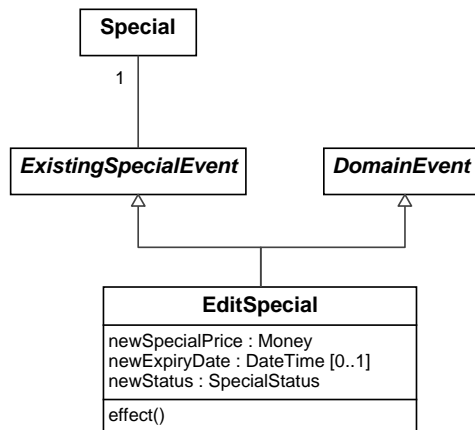 Special
1
ExistingSpecialEvent
DomainEvent
EditSpecial
newSpecialPrice : Money
newExpiryDate : DateTime [0..1]
newStatus : SpecialStatus
effect()